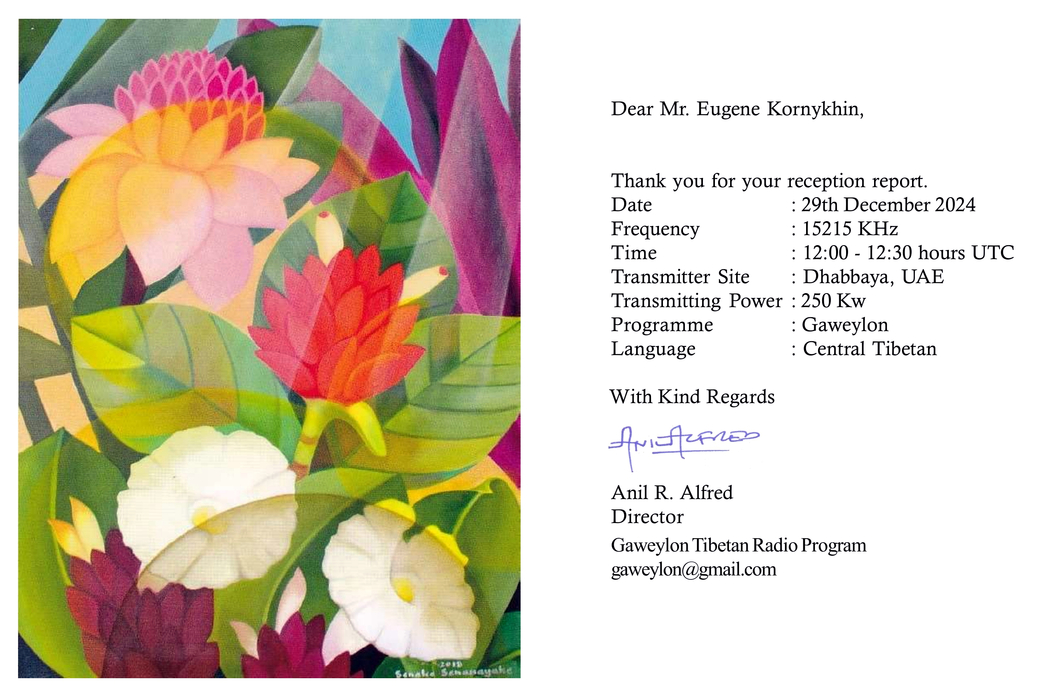 Dear Mr. Eugene Kornykhin,
Thank you for your reception report.
Date : 29th December 2024
Frequency : 15215 KHz
Time : 12:00 - 12:30 hours UTC
Transmitter Site : Dhabbaya, UAE
Transmitting Power : 250 Kw
Programme : Gaweylon
Language : Central Tibetan
With Kind Regards
Anil Alfred
Anil R. Alfred
Director
Gaweylon Tibetan Radio Program
gaweylon@gmail.com
2018
Senaka Senanayake